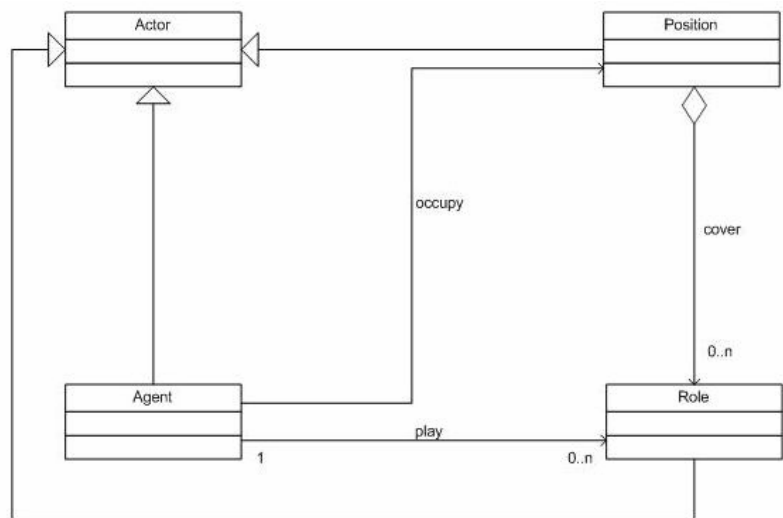 Actor
Position
occupy
cover
0..n
Agent
Role
play
1
0..n